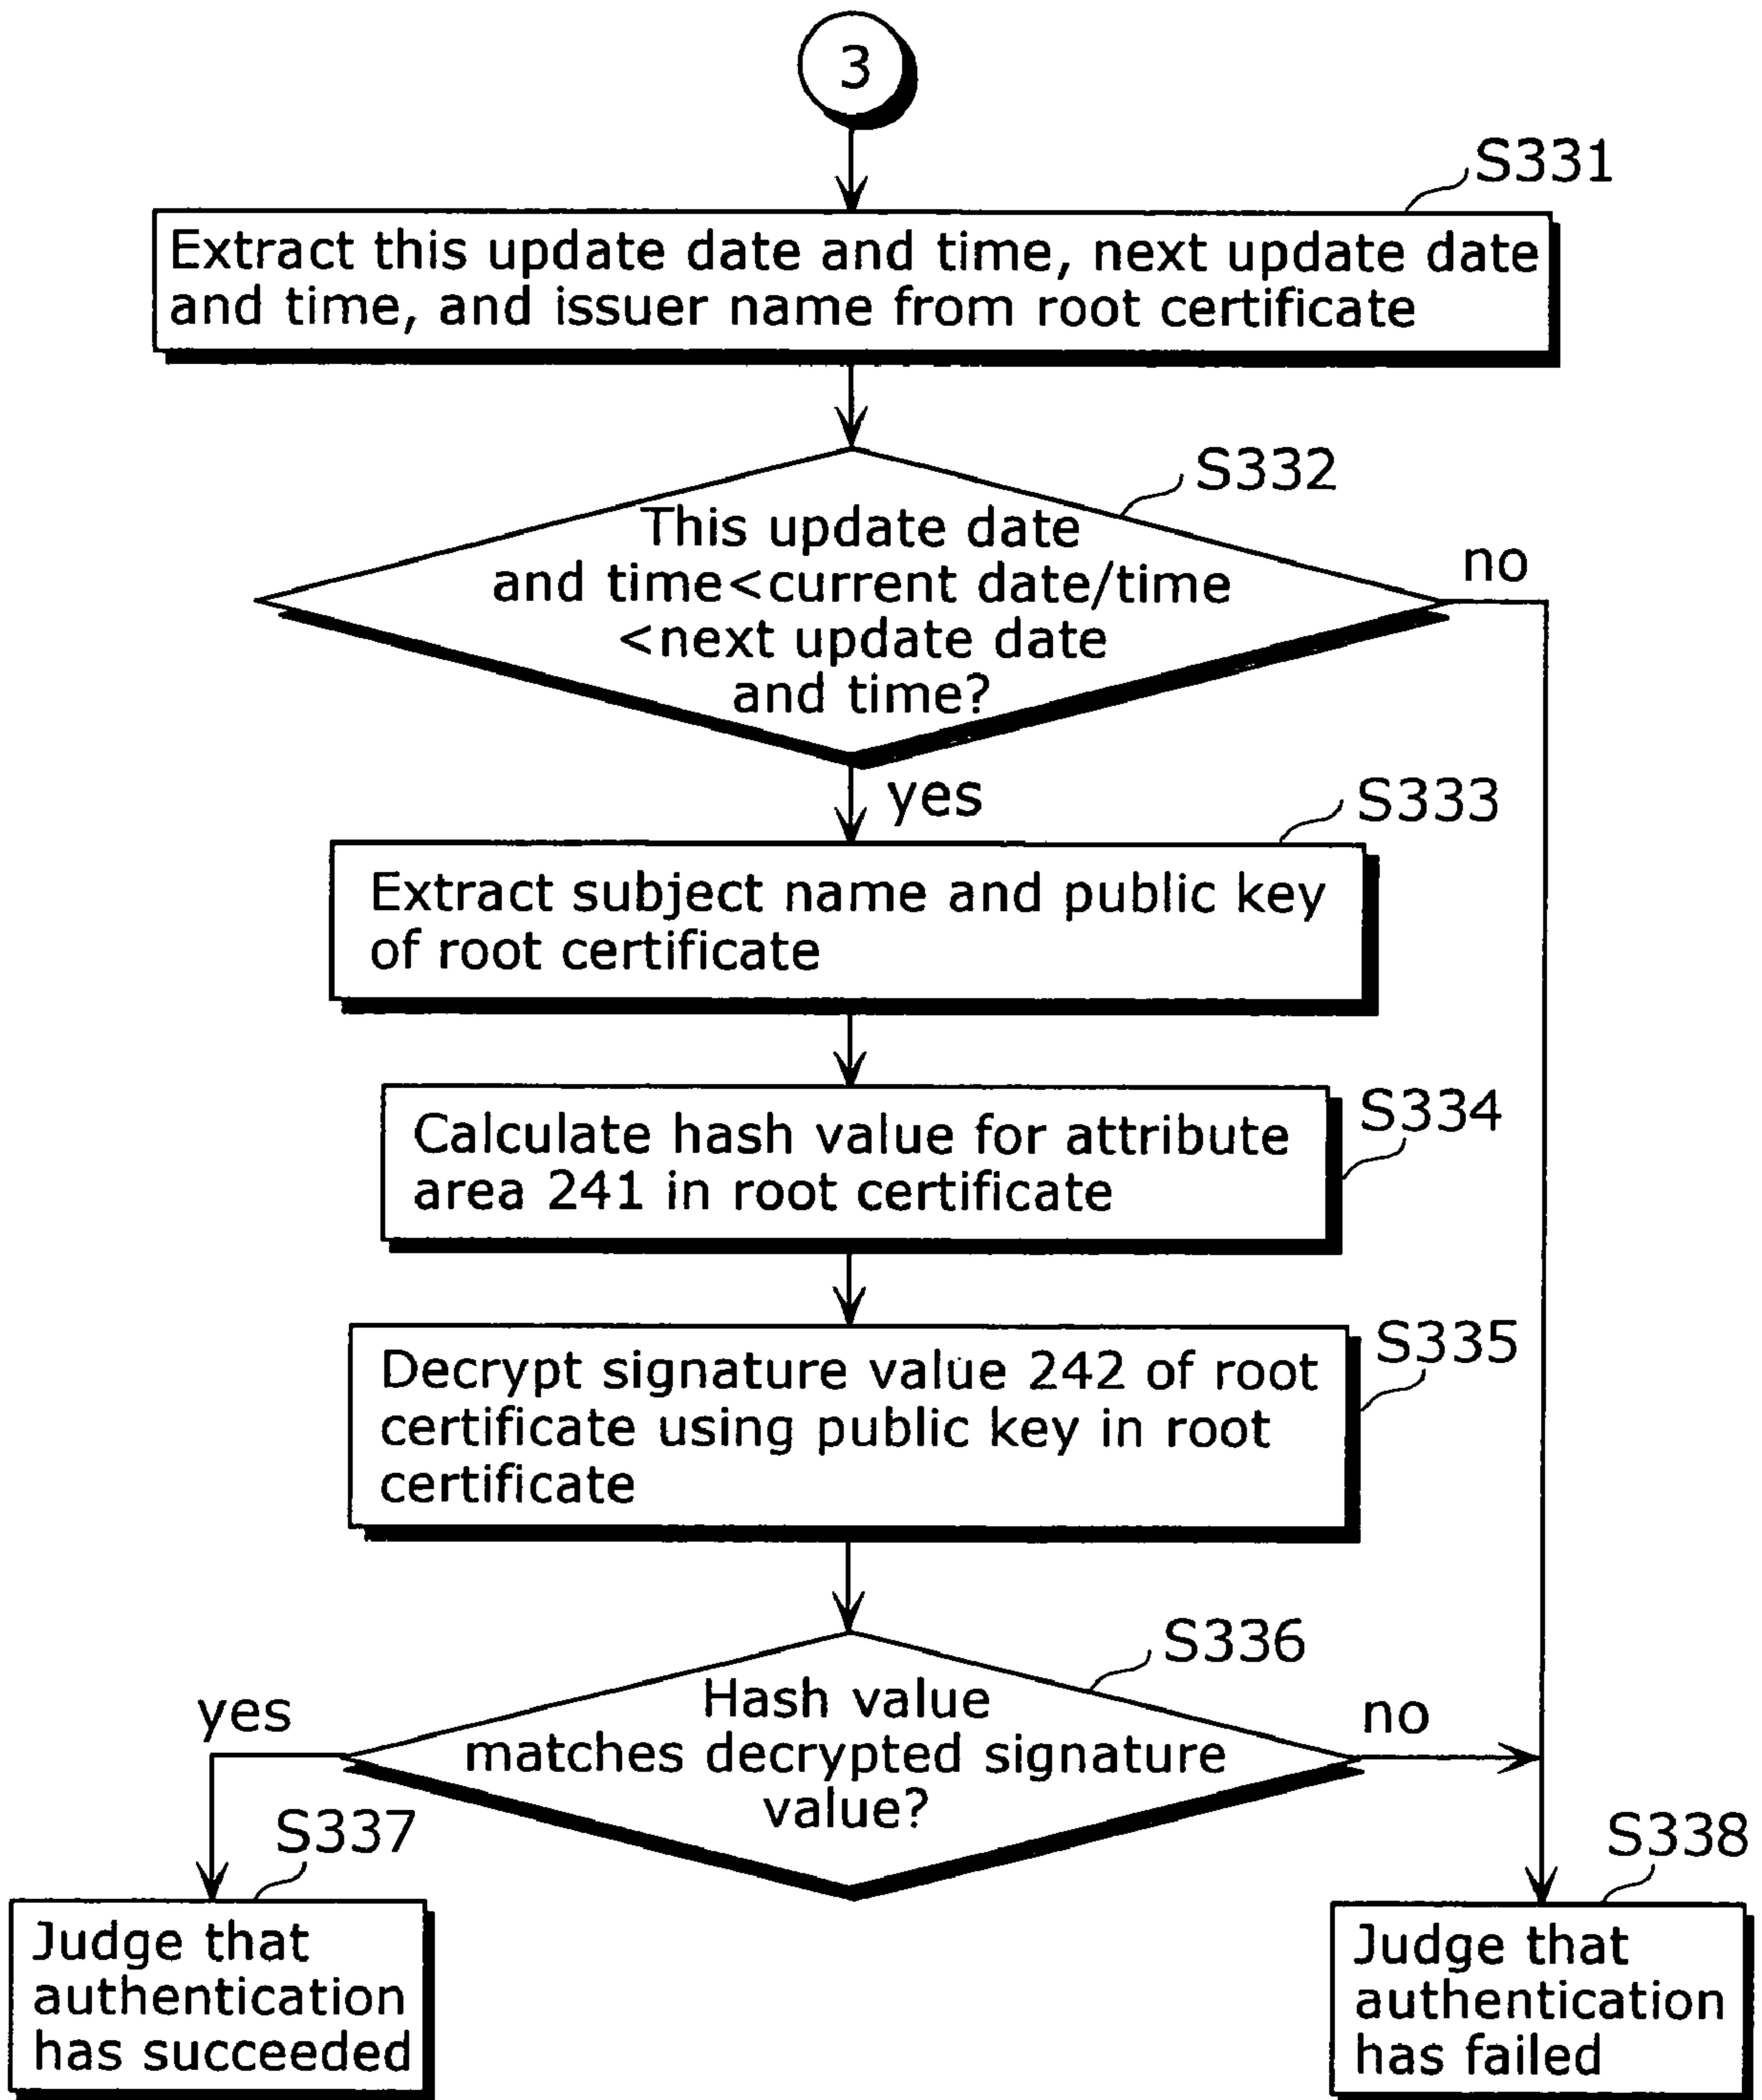 3
S331
Extract this update date and time, next update date
and time, and issuer name from root certificate
S332
This update date
and time<current date/time
<next update date
and time?
no
yes
S333
Extract subject name and public key
of root certificate
S334
Calculate hash value for attribute
area 241 in root certificate
S335
Decrypt signature value 242 of root
certificate using public key in root
certificate
S336
Hash value
matches decrypted signature
value?
yes
no
S337
Judge that
authentication
has succeeded
S338
Judge that
authentication
has failed